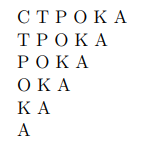 С Т Р О К А
Т Р О К А
Р О К А
О К А
К А
А